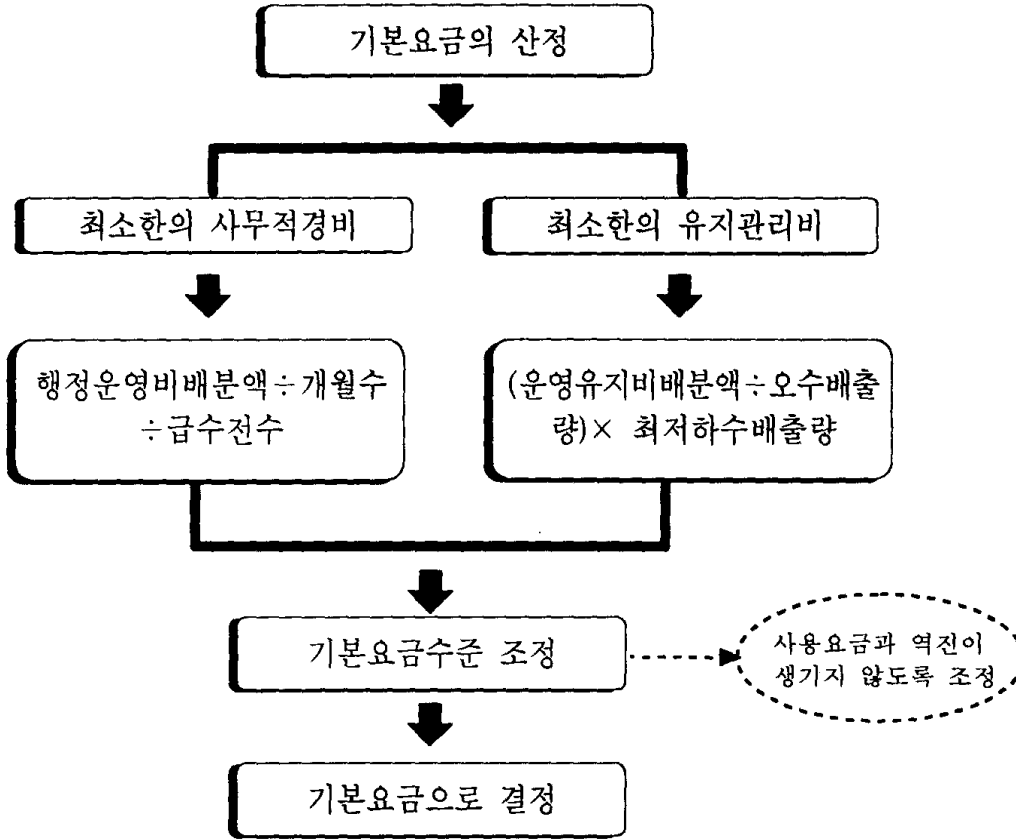 기본요금의 산정
최소한의 사무적경비
최소한의 유지관리비
행정운영비배분액÷개월수
÷급수전수
(운영유지비배분액÷오수배출
량)× 최저하수배출량
기본요금수준 조정
사용요금과 역진이
생기지 않도록 조정
기본요금으로 결정